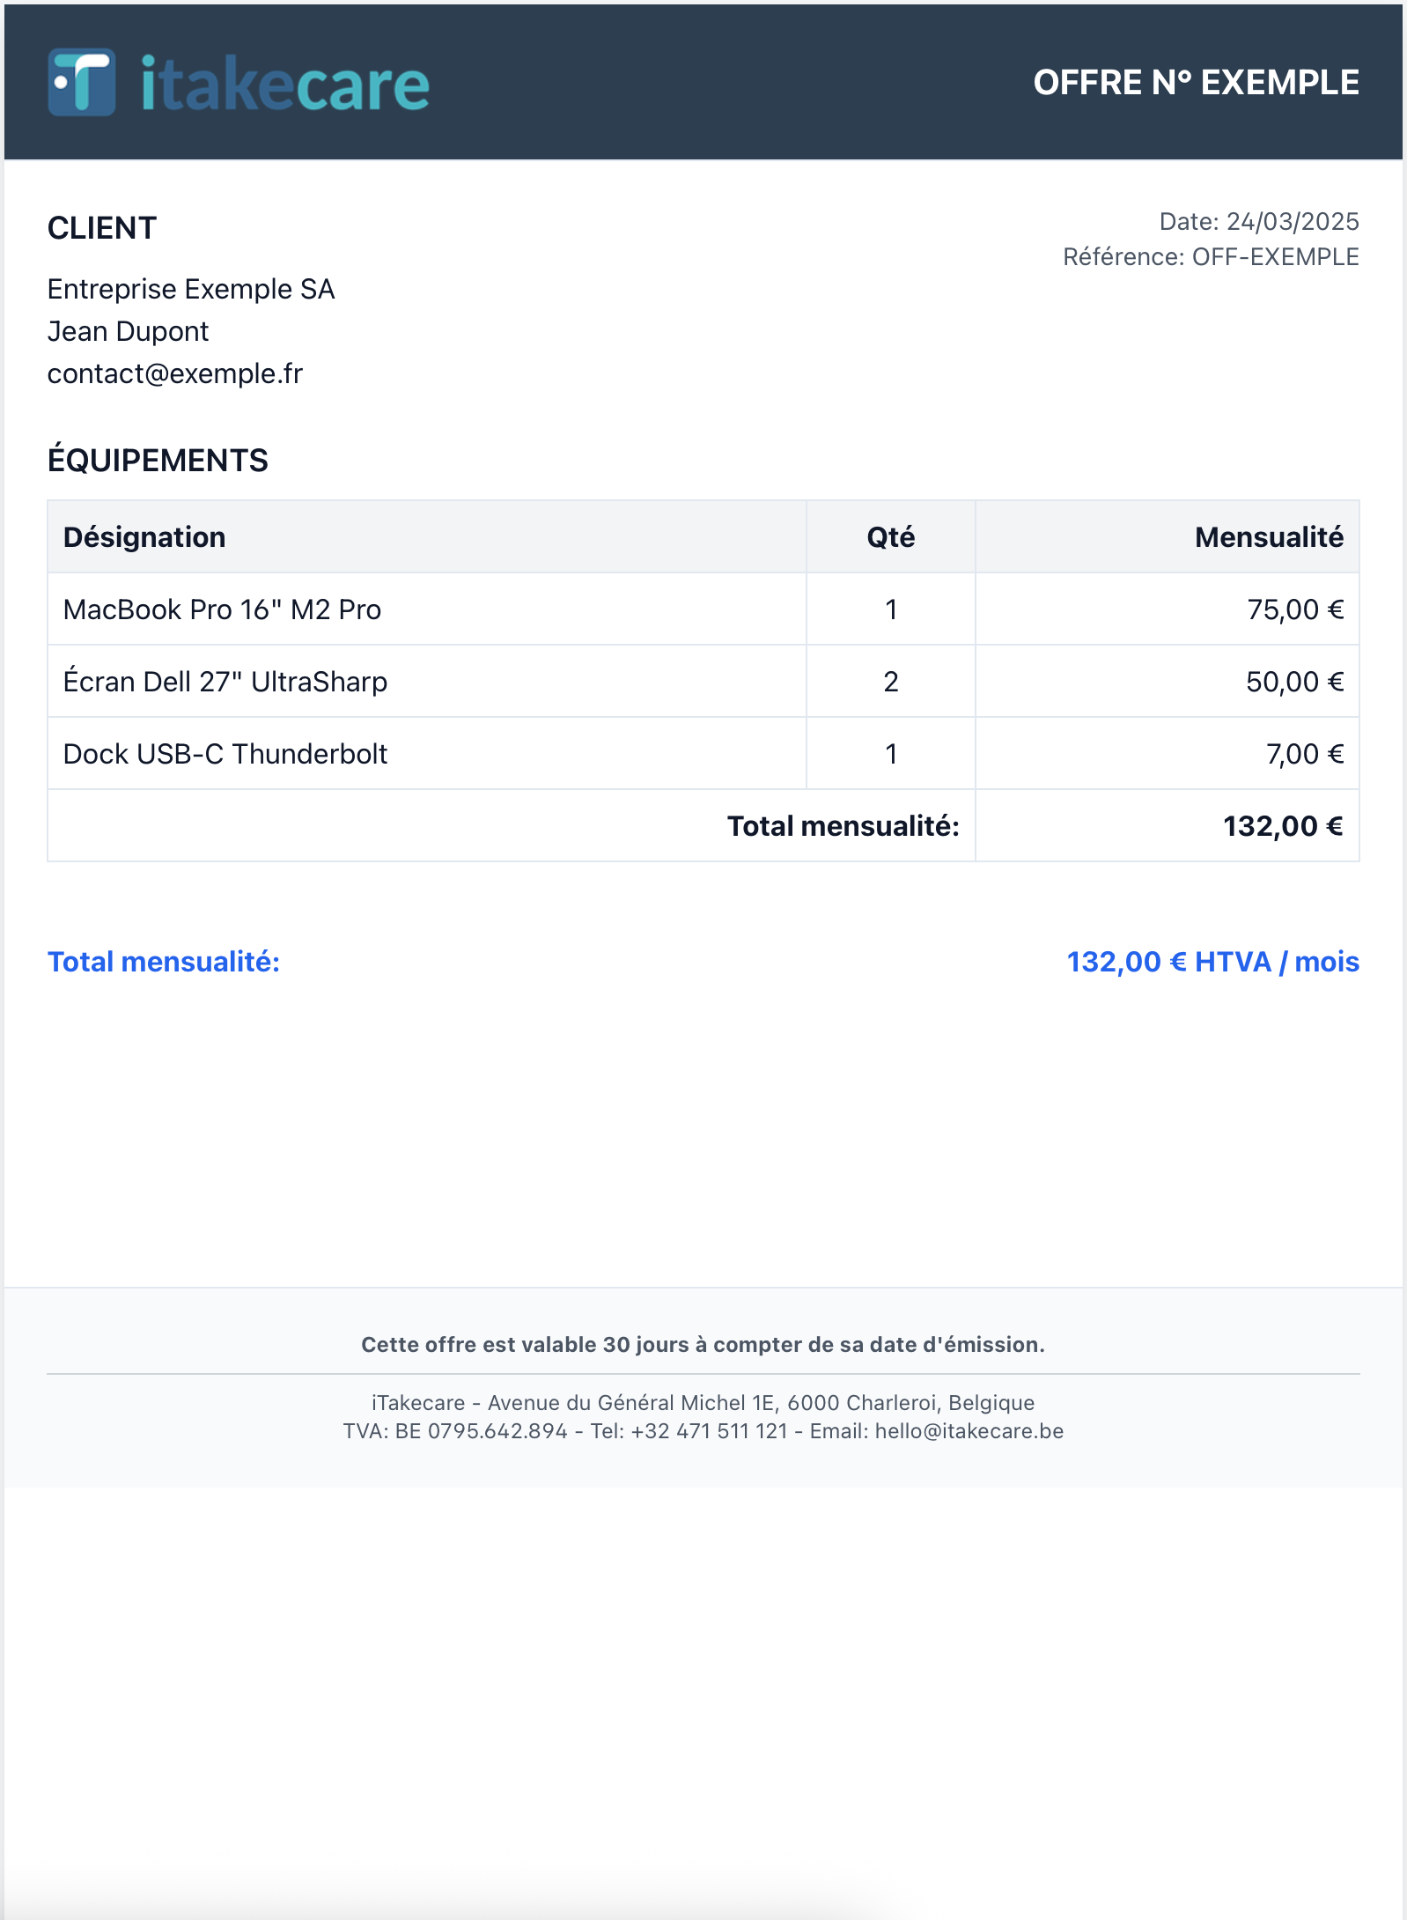 itakecare
OFFRE N° EXEMPLE
CLIENT
Date: 24/03/2025
Référence: OFF-EXEMPLE
Entreprise Exemple SA
Jean Dupont
contact@exemple.fr
ÉQUIPEMENTS
Désignation Qté Mensualité
MacBook Pro 16" M2 Pro 1 75,00 €
Écran Dell 27" UltraSharp 2 50,00 €
Dock USB-C Thunderbolt 1 7,00 €
Total mensualité: 132,00 €
Total mensualité: 132,00 € HTVA / mois
Cette offre est valable 30 jours à compter de sa date d'émission.
iTakecare - Avenue du Général Michel 1E, 6000 Charleroi, Belgique
TVA: BE 0795.642.894 - Tel: +32 471 511 121 - Email: hello@itakecare.be